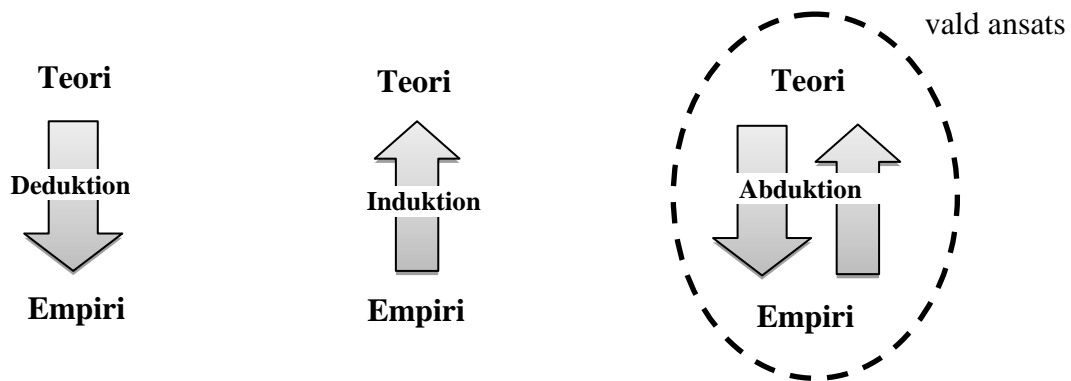 vald ansats
Teori
Deduktion
Empiri
Teori
Induktion
Empiri
Teori
Abduktion
Empiri